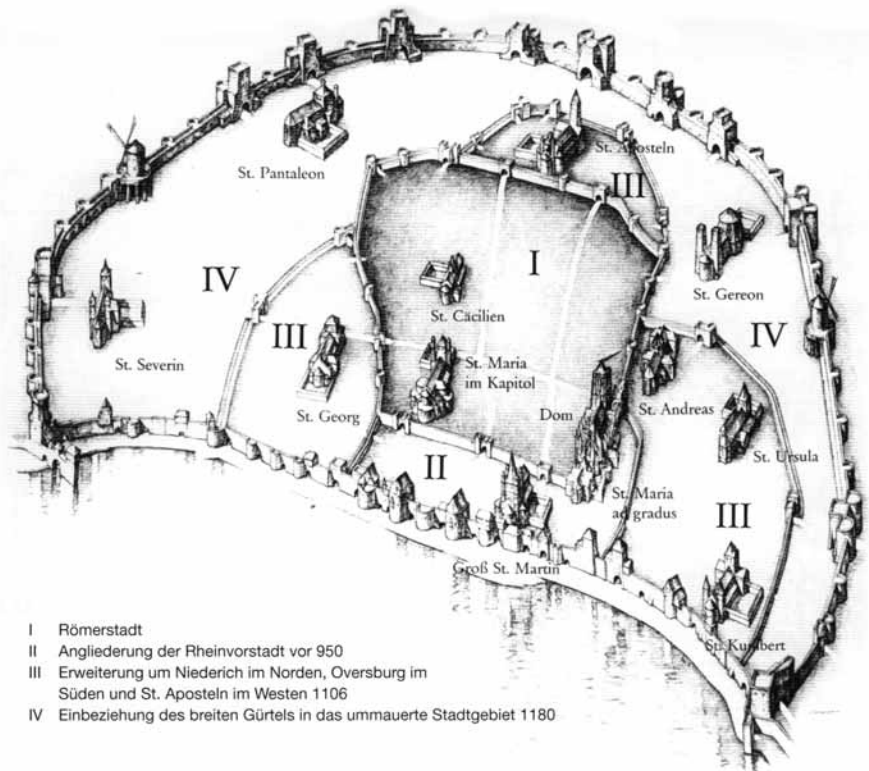 St. Aposteln
III
St. Pantaleon
I
St. Gereon
IV
IV
St. Cäcilien
III
St. Maria
im Kapitol
St. Severin
St. Georg
Dom
St. Andreas
St. Ursula
II
St. Maria
ad gradus
III
Groß St. Martin
St. Kunibert
I Römerstadt
II Angliederung der Rheinvorstadt vor 950
III Erweiterung um Niederich im Norden, Oversburg im
Süden und St. Aposteln im Westen 1106
IV Einbeziehung des breiten Gürtels in das ummauerte Stadtgebiet 1180